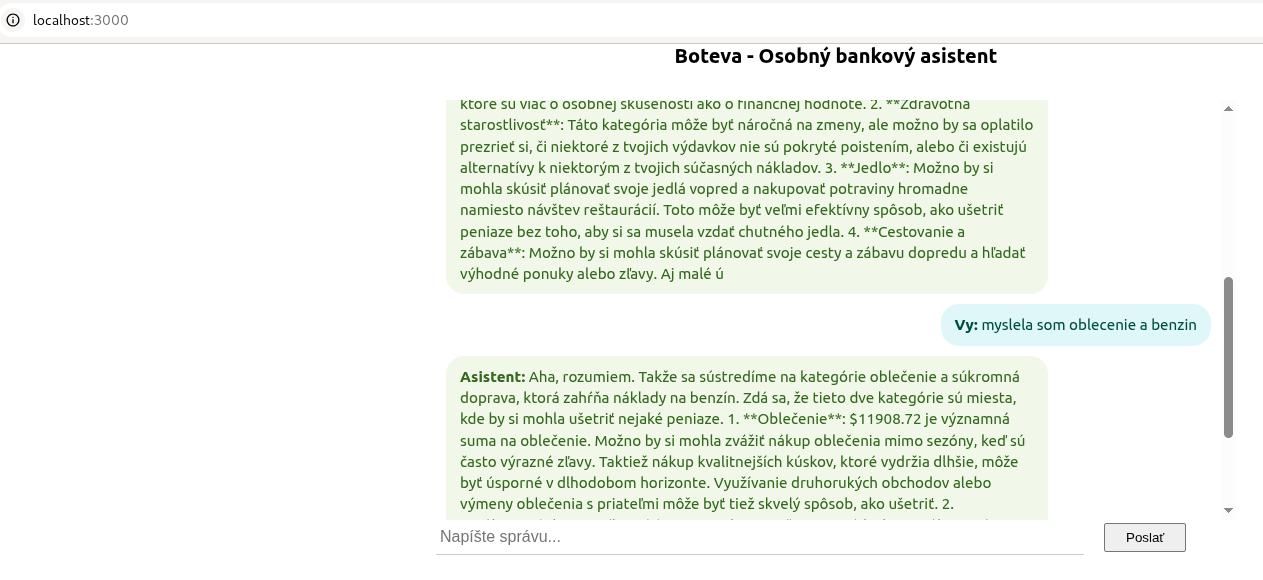 localhost:3000
Boteva - Osobný bankový asistent
ktoré sú viac o osobnej skúsenosti ako o finančnej hodnote. 2. **Zdravotná
starostlivosť**: Táto kategória môže byť náročná na zmeny, ale možno by sa oplatilo
prezrieť si, či niektoré z tvojich výdavkov nie sú pokryté poistením, alebo či existujú
alternatívy k niektorým z tvojich súčasných nákladov. 3. **Jedlo**: Možno by si
mohla skúsiť plánovať svoje jedlá vopred a nakupovať potraviny hromadne
namiesto návštev reštaurácií. Toto môže byť veľmi efektívny spôsob, ako ušetriť
peniaze bez toho, aby si sa musela vzdať chutného jedla. 4. **Cestovanie a
zábava**: Možno by si mohla skúsiť plánovať svoje cesty a zábavu dopredu a hľadať
výhodné ponuky alebo zľavy. Aj malé ú
Vy: myslela som oblecenie a benzin
Asistent: Aha, rozumiem. Takže sa sústredíme na kategórie oblečenie a súkromná
doprava, ktorá zahŕňa náklady na benzín. Zdá sa, že tieto dve kategórie sú miesta,
kde by si mohla ušetriť nejaké peniaze. 1. **Oblečenie**: $11908.72 je významná
suma na oblečenie. Možno by si mohla zvážiť nákup oblečenia mimo sezóny, keď sú
často výrazné zľavy. Taktiež nákup kvalitnejších kúskov, ktoré vydržia dlhšie, môže
byť úsporné v dlhodobom horizonte. Využívanie druhorukých obchodov alebo
výmeny oblečenia s priateľmi môže byť tiež skvelý spôsob, ako ušetriť. 2.
Napíšte správu...
Poslať